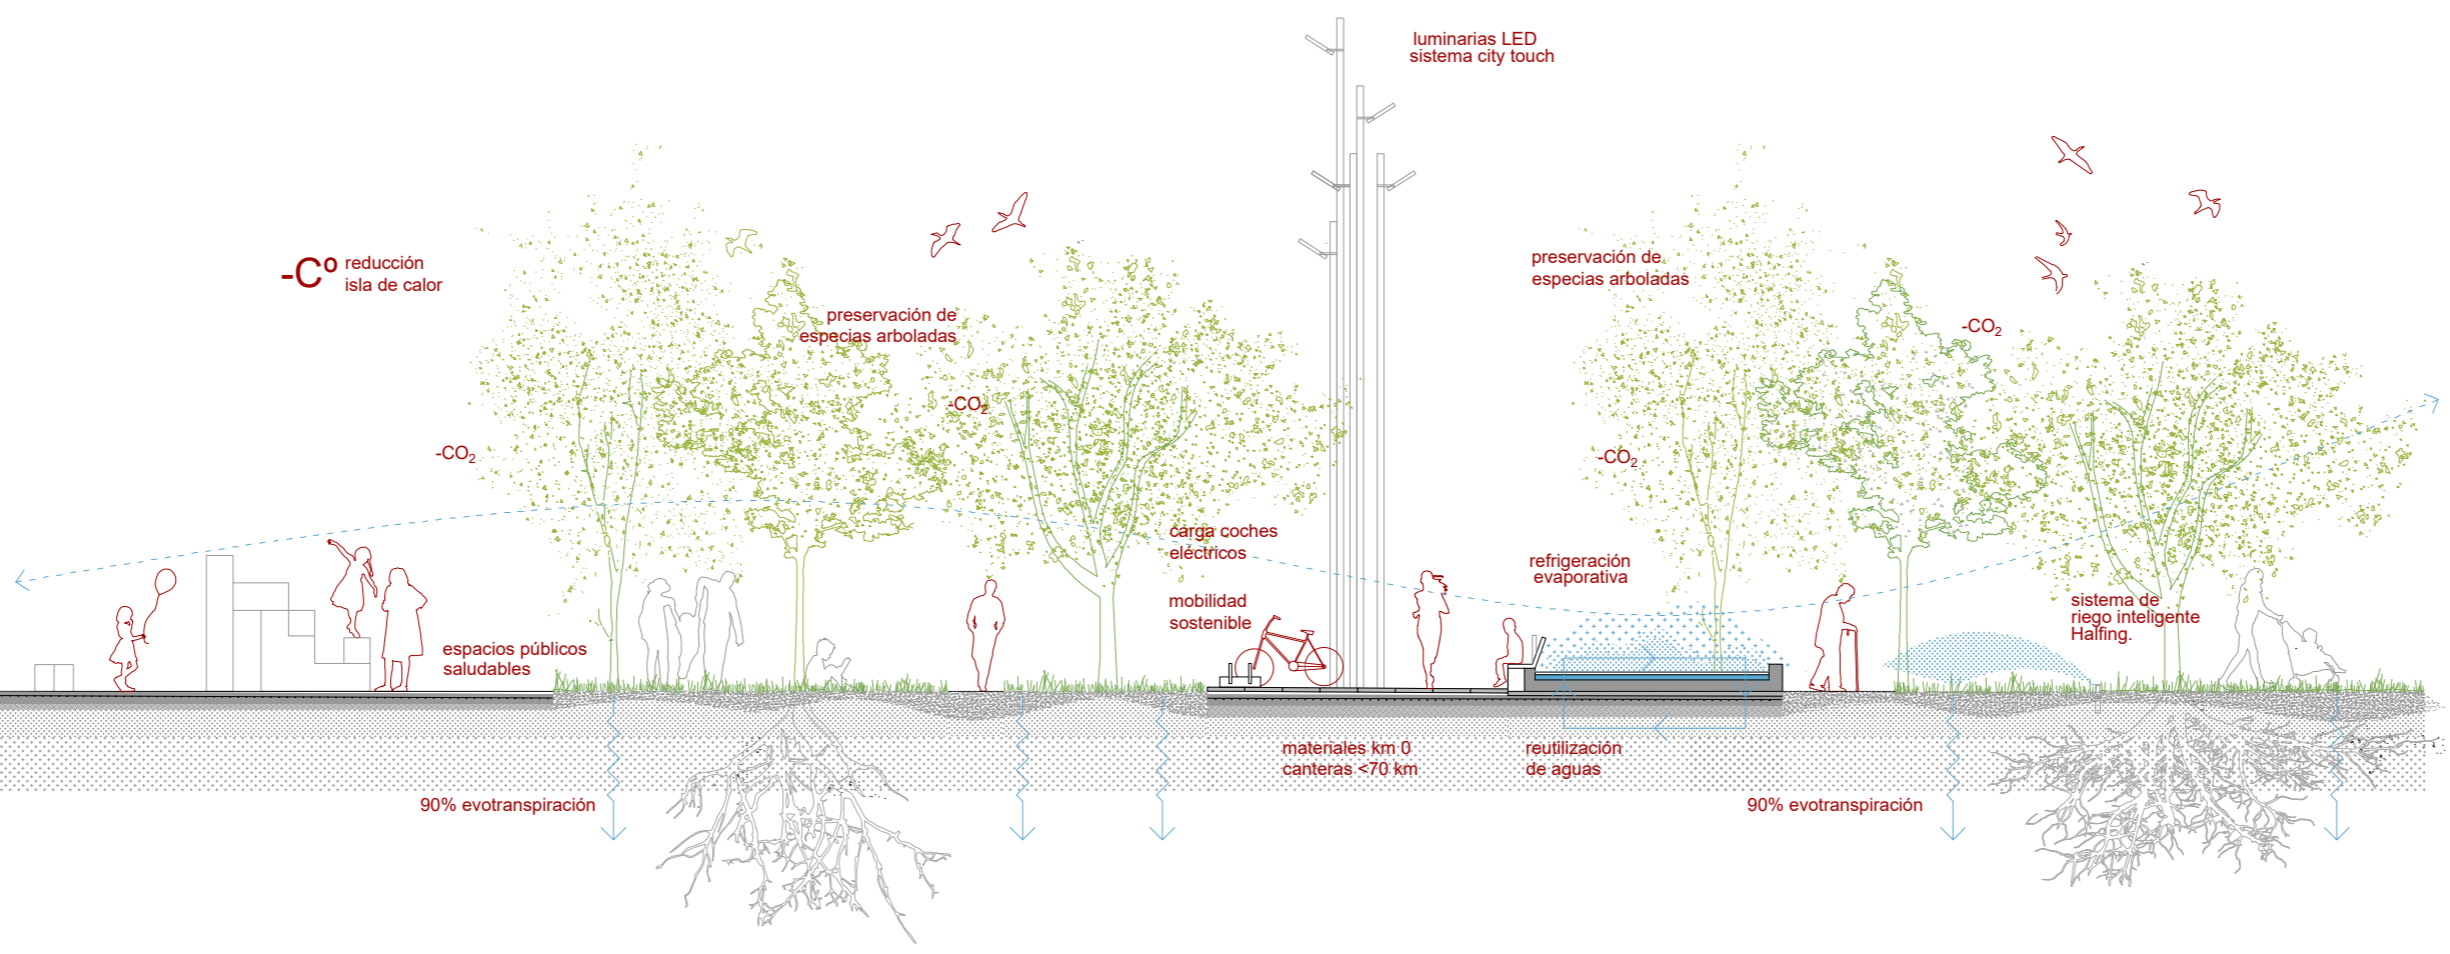 luminarias LED
sistema city touch
-Cº reducción
isla de calor
preservación de
especias arboladas
preservación de
especias arboladas
-CO2
-CO2
-CO2
-CO2
carga coches
eléctricos
mobilidad
sostenible
refrigeración
evaporativa
sistema de
riego inteligente
Halfing.
espacios públicos
saludables
materiales km 0
canteras <70 km
reutilización
de aguas
90% evotranspiración
90% evotranspiración